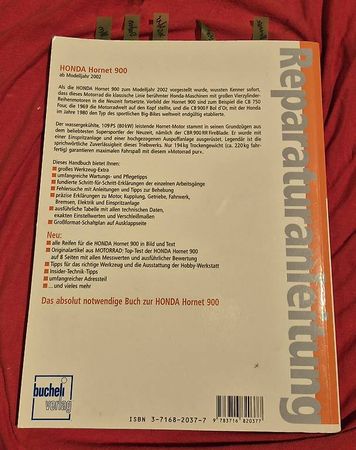 HONDA Hornet 900
ab Modelljahr 2002
Als die HONDA Hornet 900 zum Modelljahr 2002 vorgestellt wurde, wussten Kenner sofort,
dass dieses Motorrad die klassische Linie berühmter Honda-Maschinen mit großen Vierzylinder-
Reihenmotoren in die Neuzeit fortsetzte. Vorbild der Hornet 900 sind zum Beispiel die CB 750
Four, die 1969 die Motorradwelt auf den Kopf stellte, und die CB 900 F Bol d'Or, mit der Honda
im Jahre 1980 den Typ des sportlichen Big-Bikes weltweit endgültig etablierte.
Der wassergekühlte, 109 PS (80 kW) leistende Hornet-Motor stammt in seinen Grundzügen aus
dem beliebtesten Supersportler der Neuzeit, nämlich der CBR 900 RR FireBlade. Er wurde mit
einer Einspritzanlage und einer hochgezogenen Auspuffanlage ausgerüstet. Legendär ist die
sprichwörtliche Zuverlässigkeit dieses Triebwerks. Nur 194 kg Trockengewicht (ca. 220 kg fahr-
fertig) garantieren maximalen Fahrspaß mit diesem »Motorrad pur«.
Dieses Handbuch bietet Ihnen:
großes Werkzeug-Extra
umfangreiche Wartungs- und Pflegetipps
fundierte Schritt-für-Schritt-Erklärungen der einzelnen Arbeitsgänge
Fehlersuche mit Anleitungen und Tipps zur Behebung
präzise Erklärungen zu Motor, Kupplung, Getriebe, Fahrwerk,
Bremsen, Elektrik und Einspritzanlage
ausführliche Tabelle mit allen technischen Daten,
exakten Einstellwerten und Verschleißmaßen
Großformat-Schaltplan auf Ausklappseite
Neu:
alle Reifen für die HONDA Hornet 900 in Bild und Text
Originalartikel aus MOTORRAD: Top-Test der HONDA Hornet 900
auf 8 Seiten mit allen Messwerten und ausführlicher Bewertung
Tipps für das richtige Werkzeug und die Ausstattung der Hobby-Werkstatt
Insider-Technik-Tipps
umfangreicher Adressteil
... und vieles mehr
Das absolut notwendige Buch zur HONDA Hornet 900
Reparaturanleitung
bucheli
verlag
ISBN 3-7168-2037-7
9 783716 820377